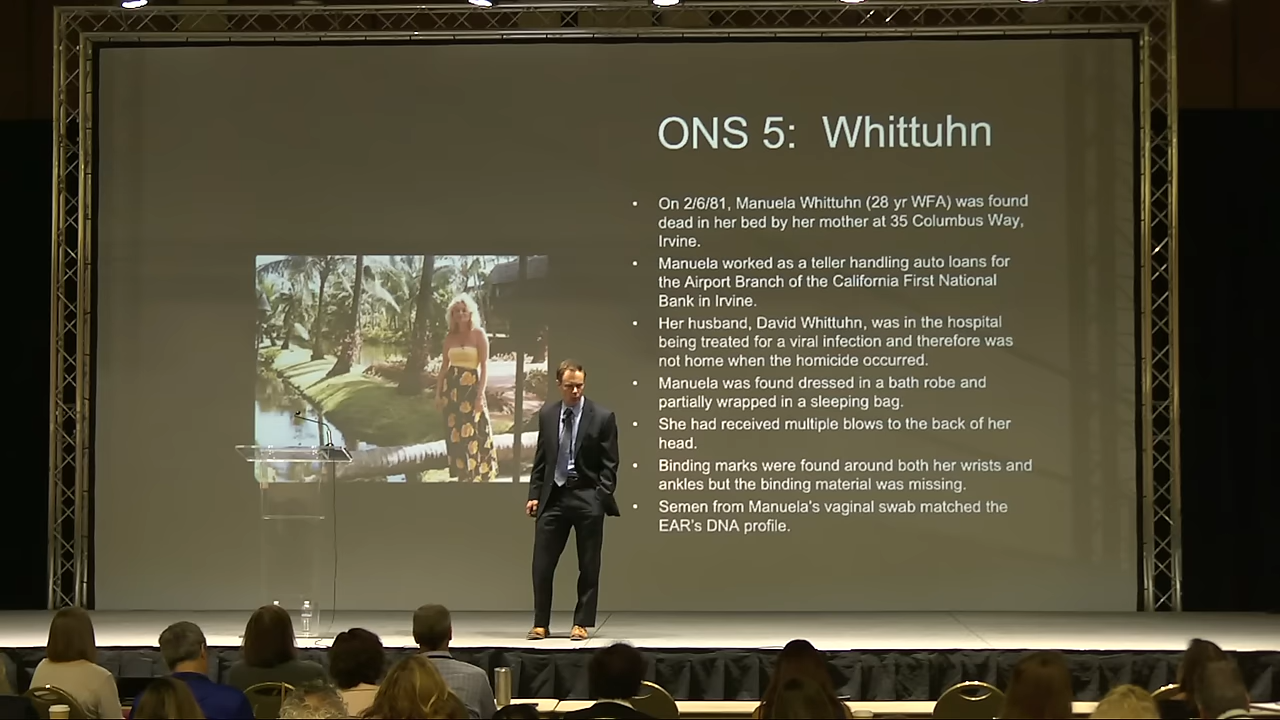 ONS 5: Whittuhn
• On 2/6/81, Manuela Whittuhn (28 yr WFA) was found
dead in her bed by her mother at 35 Columbus Way,
Irvine.
• Manuela worked as a teller handling auto loans for
the Airport Branch of the California First National
Bank in Irvine.
• Her husband, David Whittuhn, was in the hospital
being treated for a viral infection and therefore was
not home when the homicide occurred.
• Manuela was found dressed in a bath robe and
partially wrapped in a sleeping bag.
• She had received multiple blows to the back of her
head.
• Binding marks were found around both her wrists and
ankles but the binding material was missing.
• Semen from Manuela's vaginal swab matched the
EAR's DNA profile.